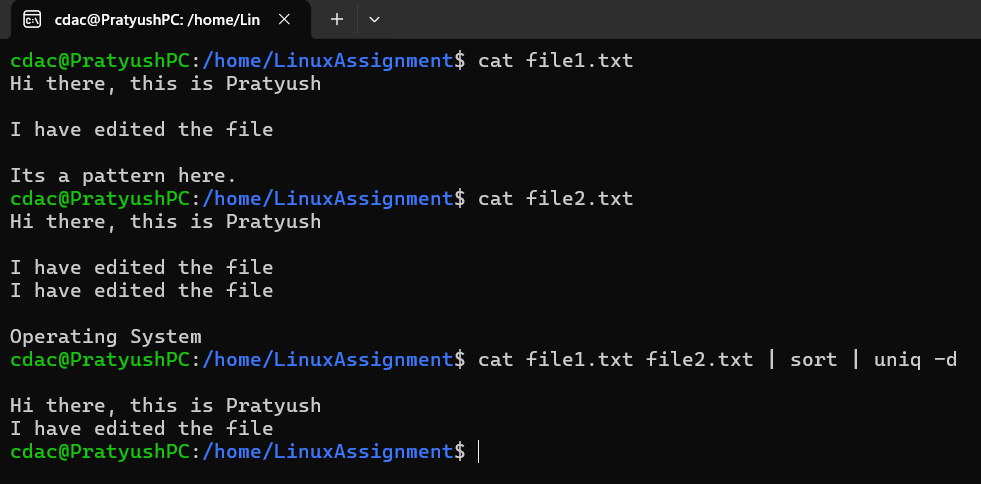 cdac@PratyushPC: /home/Lin
cdac@PratyushPC:/home/LinuxAssignment$ cat file1.txt
Hi there, this is Pratyush
I have edited the file
Its a pattern here.
cdac@PratyushPC:/home/LinuxAssignment$ cat file2.txt
Hi there, this is Pratyush
I have edited the file
I have edited the file
Operating System
cdac@PratyushPC:/home/LinuxAssignment$ cat file1.txt file2.txt | sort | uniq -d
Hi there, this is Pratyush
I have edited the file
cdac@PratyushPC:/home/LinuxAssignment$